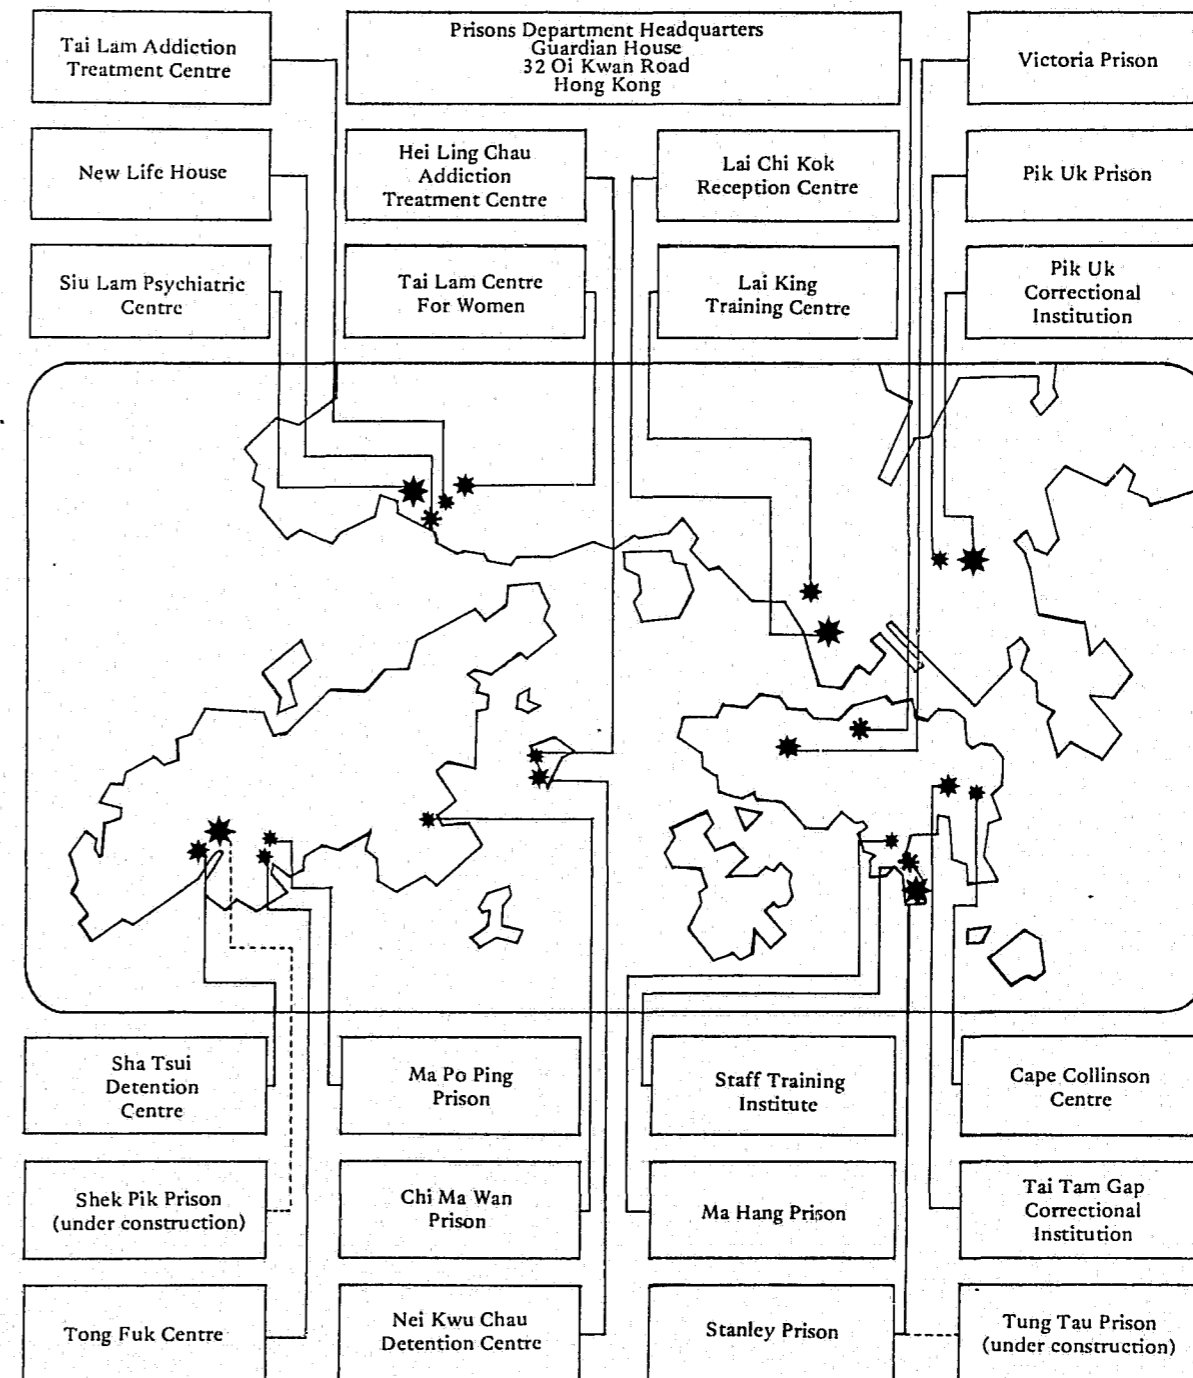 Tai Lam Addiction
Treatment Centre
Prisons Department Headquarters
Guardian House
32 Oi Kwan Road
Hong Kong
Victoria Prison
New Life House
Hei Ling Chau
Addiction
Treatment Centre
Lai Chi Kok
Reception Centre
Pik Uk Prison
Siu Lam Psychiatric
Centre
Tai Lam Centre
For Women
Lai King
Training Centre
Pik Uk
Correctional
Institution
Sha Tsui
Detention
Centre
Ma Po Ping
Prison
Staff Training
Institute
Cape Collinson
Centre
Shek Pik Prison
(under construction)
Chi Ma Wan
Prison
Ma Hang Prison
Tai Tam Gap
Correctional
Institution
Tong Fuk Centre
Nei Kwu Chau
Detention Centre
Stanley Prison
Tung Tau Prison
(under construction)